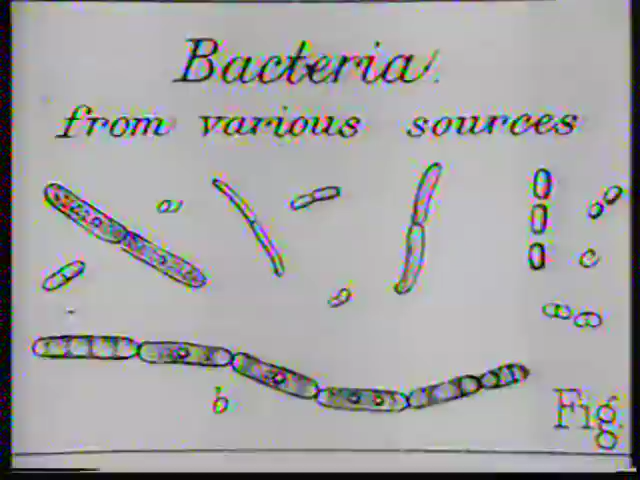 Bacteria.
from various sources
a
c
b
Fig.